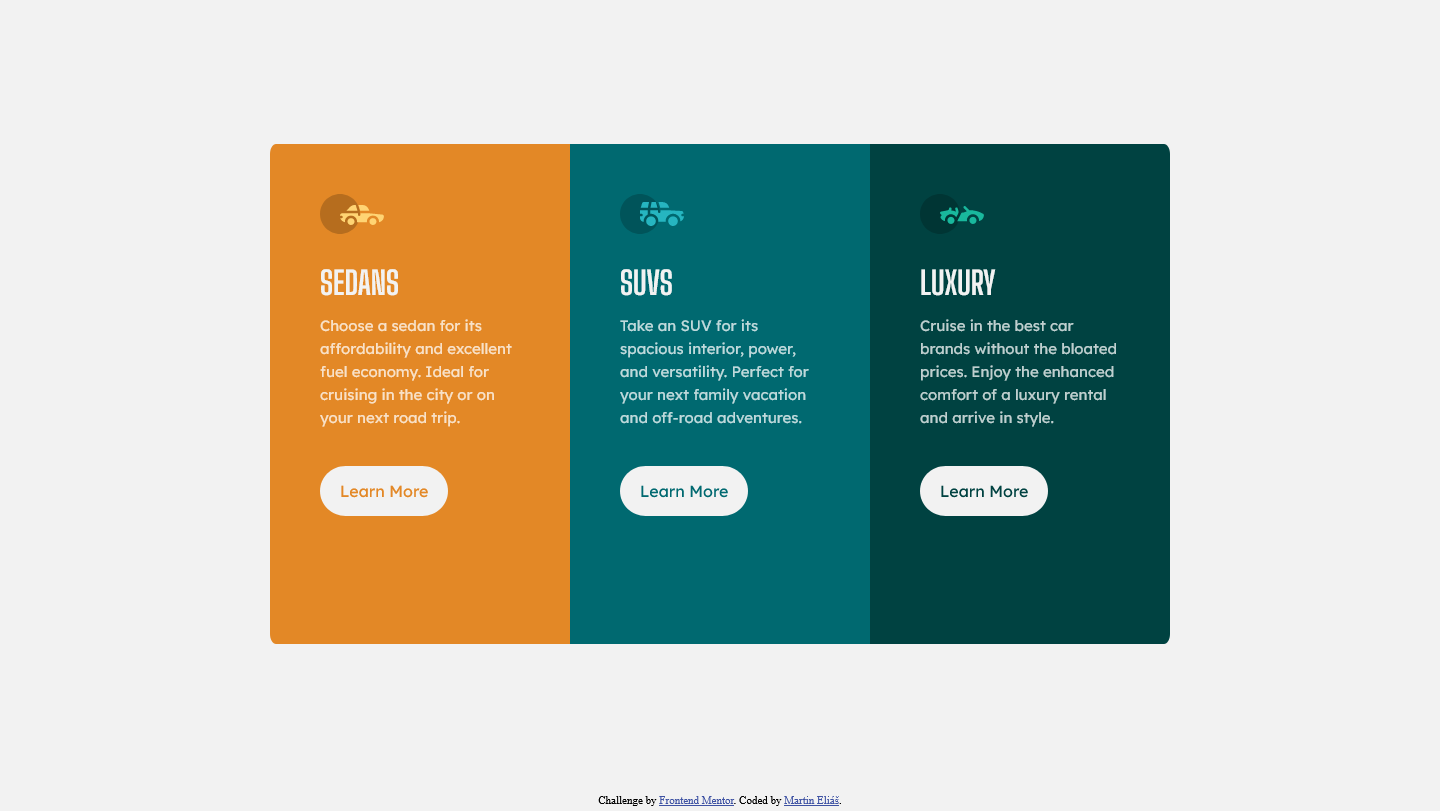 SEDANS
Choose a sedan for its
affordability and excellent
fuel economy. Ideal for
cruising in the city or on
your next road trip.
Learn More
SUVS
Take an SUV for its
spacious interior, power,
and versatility. Perfect for
your next family vacation
and off-road adventures.
Learn More
LUXURY
Cruise in the best car
brands without the bloated
prices. Enjoy the enhanced
comfort of a luxury rental
and arrive in style.
Learn More
Challenge by Frontend Mentor. Coded by Martin Eliáš.